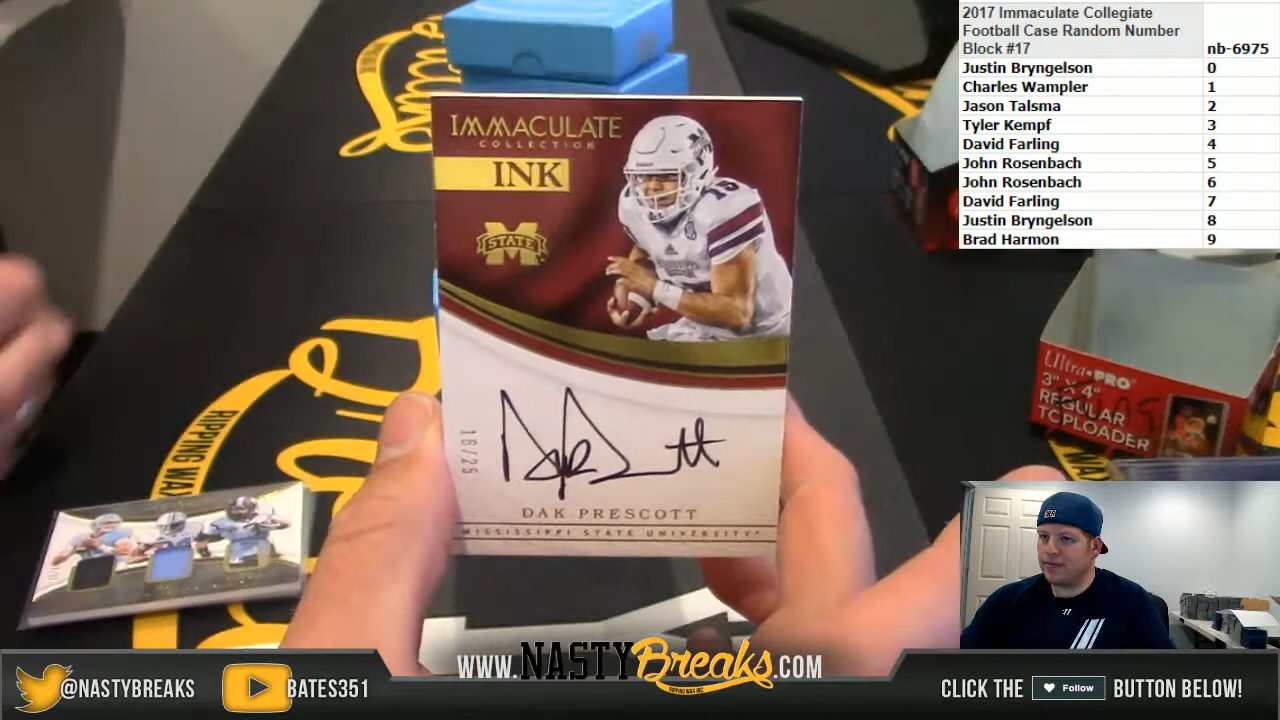 2017 Immaculate Collegiate
Football Case Random Number
Block #17 nb-6975
Justin Bryngelson 0
Charles Wampler 1
Jason Talsma 2
Tyler Kempf 3
David Farling 4
John Rosenbach 5
John Rosenbach 6
David Farling 7
Justin Bryngelson 8
Brad Harmon 9
IMMACULATE
COLLECTION
INK
M STATE
15
16/25
DAK PRESCOTT
MISSISSIPPI STATE UNIVERSITY
Ultra-PRO
3" X 4"
REGULAR
TOPLOADER
RIPPING WAX
@NASTYBREAKS
BATES351
WWW.NASTYBreaks.COM
RIPPING WAX INC.
CLICK THE Follow BUTTON BELOW!